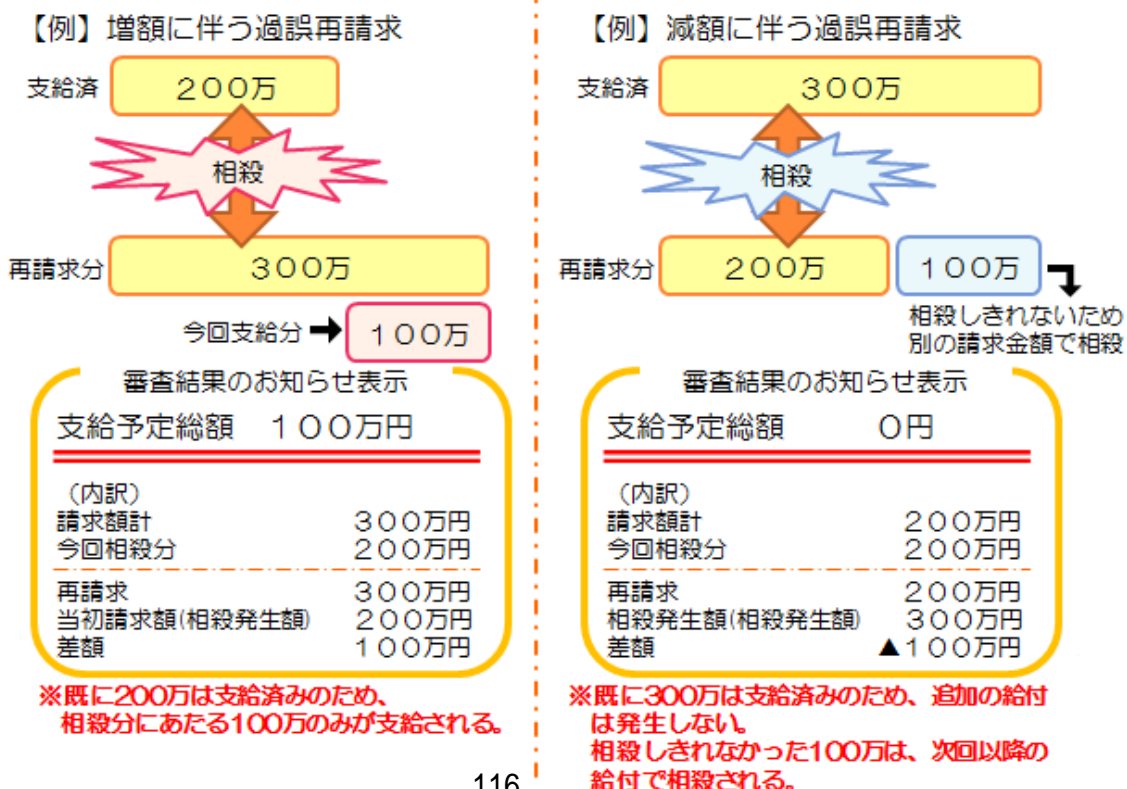 【例】増額に伴う過誤再請求
支給済
200万
相殺
再請求分
300万
今回支給分
100万
審査結果のお知らせ表示
支給予定総額 100万円
(内訳)
請求額計 300万円
今回相殺分 200万円
再請求 300万円
当初請求額(相殺発生額) 200万円
差額 100万円
※既に200万は支給済みのため、
相殺分にあたる100万のみが支給される。
【例】減額に伴う過誤再請求
支給済
300万
相殺
再請求分
200万
100万
相殺しきれないため
別の請求金額で相殺
審査結果のお知らせ表示
支給予定総額 0円
(内訳)
請求額計 200万円
今回相殺分 200万円
再請求 200万円
相殺発生額(相殺発生額) 300万円
差額 ▲100万円
※既に300万は支給済みのため、追加の給付
は発生しない。
相殺しきれなかった100万は、次回以降の
給付で相殺される。
116